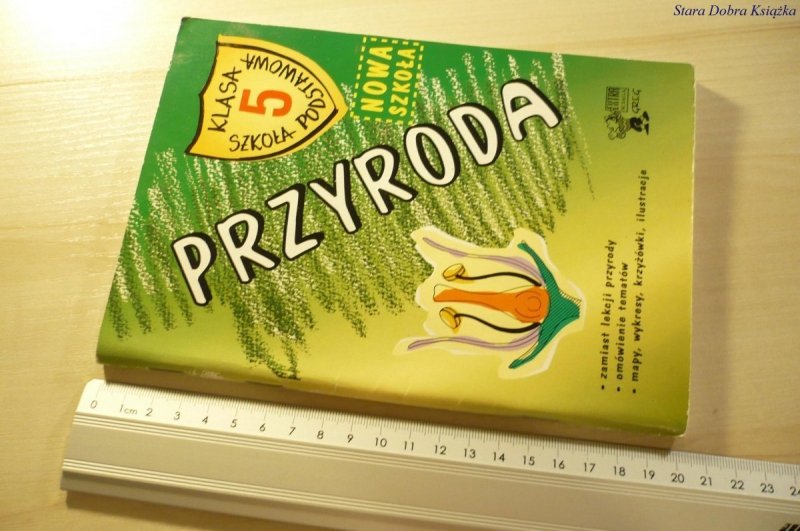 Stara Dobra Książka
KLASA
5
SZKOŁA PODSTAWOWA
NOWA
SZKOŁA
PRZYRODA
GREG
• zamiast lekcji przyrody
• omówienie tematów
• mapy, wykresy, krzyżówki, ilustracje
0 1cm 2 3 4 5 6 7 8 9 10 11 12 13 14 15 16 17 18 19 20 21 22 23 24